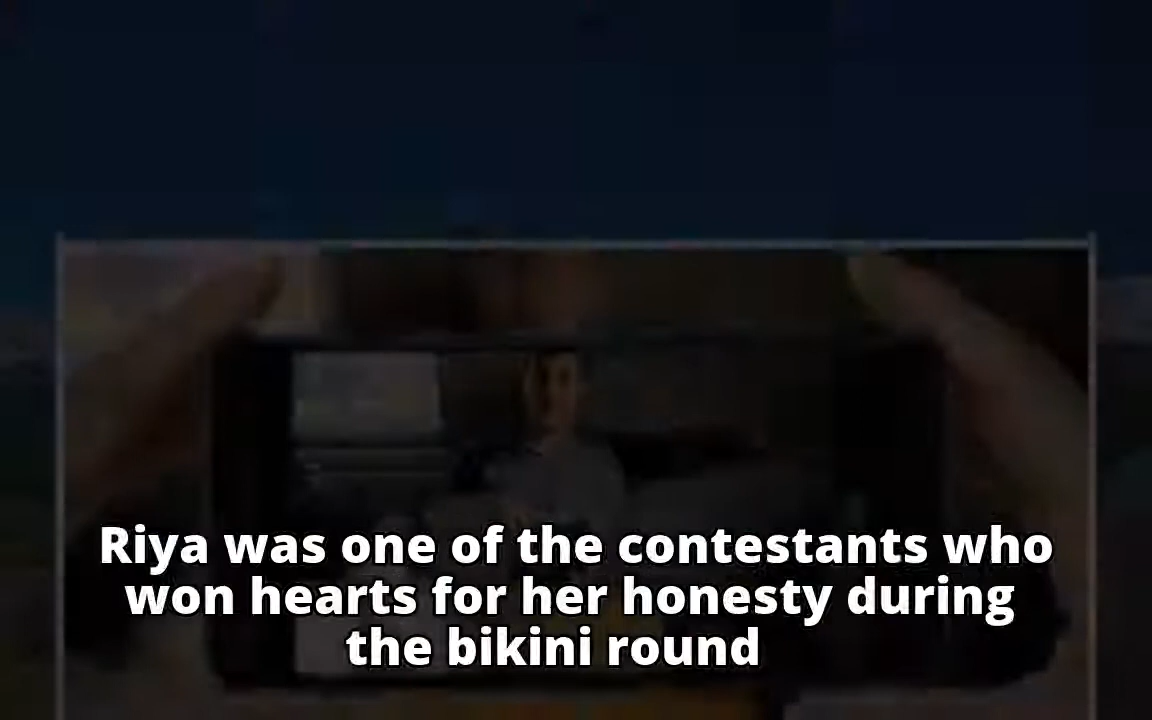 Riya was one of the contestants who
won hearts for her honesty during
the bikini round